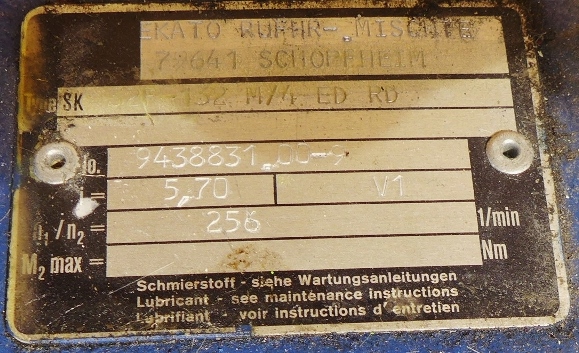 EKATO RÜHR-
79641 SCHOPFHEIM
Type SK 132 M/4 ED RD
No. 9438831.00-9
= 5,70 V1
n₁ / n₂ = 256 1/min
M₂ max = Nm
Schmierstoff - siehe Wartungsanleitungen
Lubricant - see maintenance instructions
Lubrifiant - voir instructions d'entretien